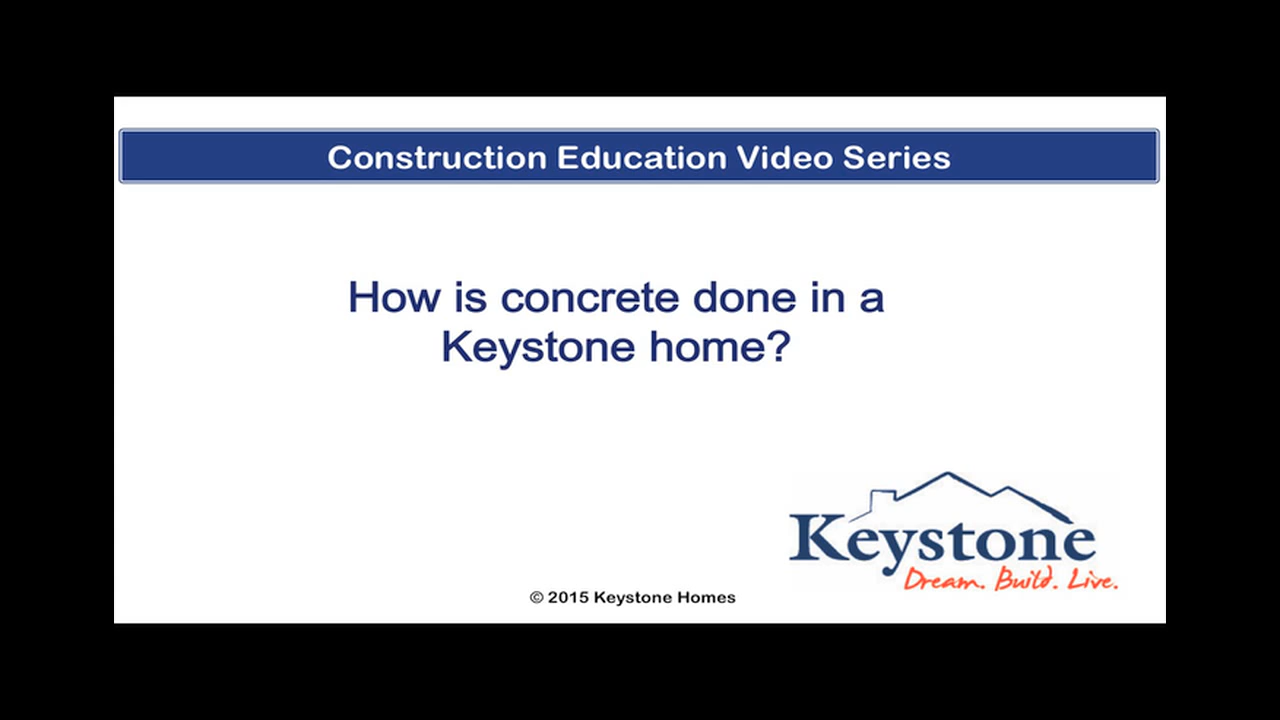 Construction Education Video Series
How is concrete done in a
Keystone home?
Keystone
Dream. Build. Live.
© 2015 Keystone Homes